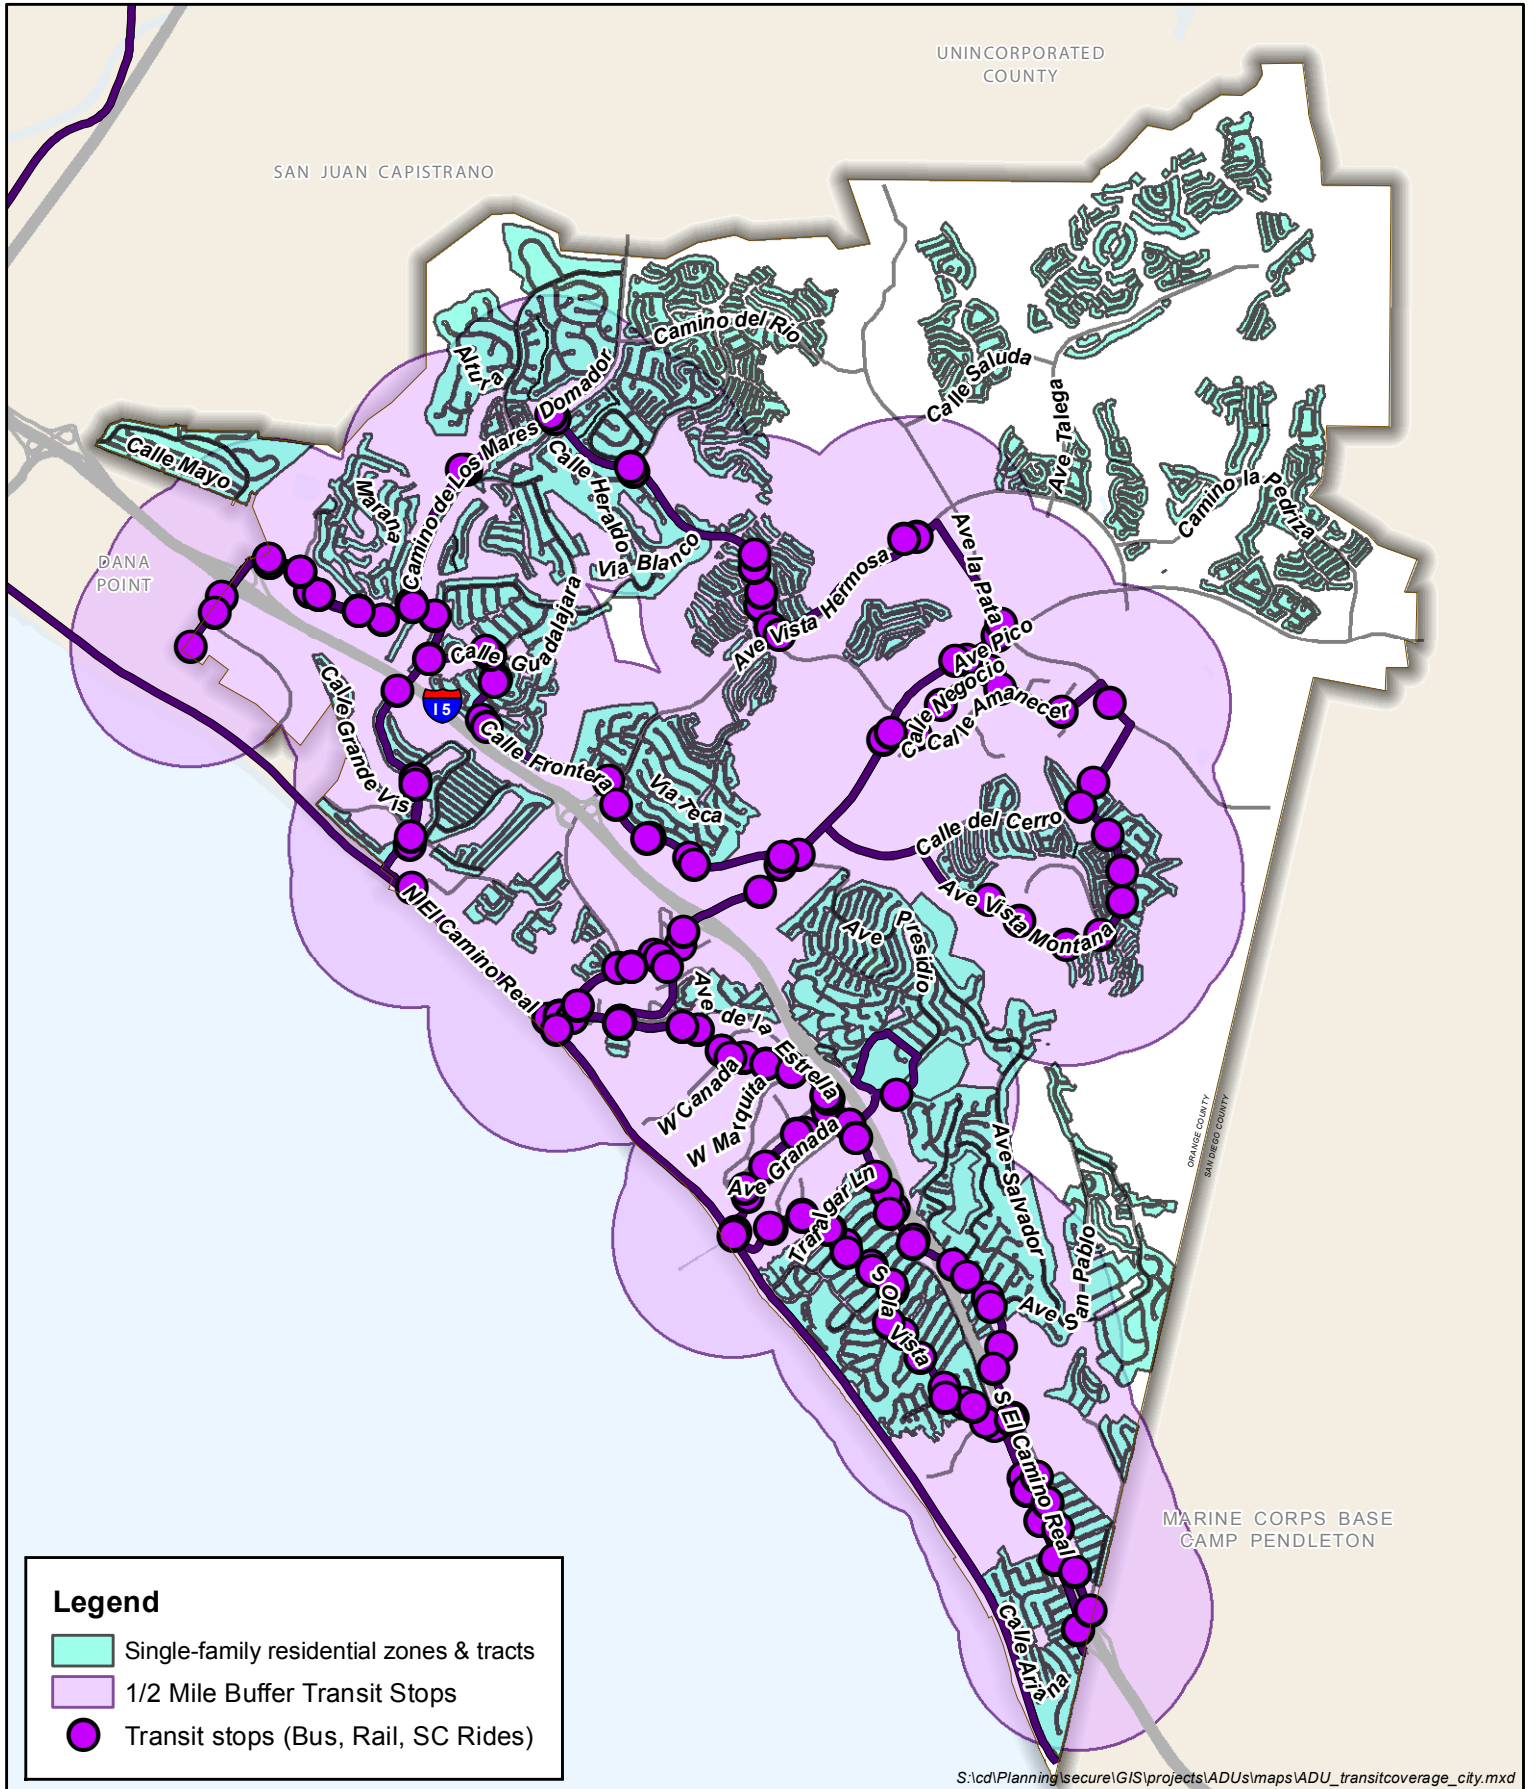 UNINCORPORATED
COUNTY
SAN JUAN CAPISTRANO
Camino del Rio
Altura
Domador
Calle Saluda
Ave Talega
Calle Mayo
Marana
Camino de Los Mares
Calle Heraldo
Via Blanco
Camino la Pedriza
Ave la Pata
DANA
POINT
Ave Vista Hermosa
Calle Guadalajara
Ave Pico
Calle Negocio
Calle Amanecer
I 5
Calle Grande Vis
Calle Frontera
Via Teca
Calle del Cerro
Ave Vista Montana
Ave Presidio
N El Camino Real
Ave de la Estrella
W Canada
W Marquita
Ave Granada
Trafalgar Ln
Ave Salvador
ORANGE COUNTY
SAN DIEGO COUNTY
Ave San Pablo
S Ola Vista
S El Camino Real
MARINE CORPS BASE
CAMP PENDLETON
Calle Ariana
Legend
Single-family residential zones & tracts
1/2 Mile Buffer Transit Stops
Transit stops (Bus, Rail, SC Rides)
S:\cd\Planning\secure\GIS\projects\ADUs\maps\ADU_transitcoverage_city.mxd